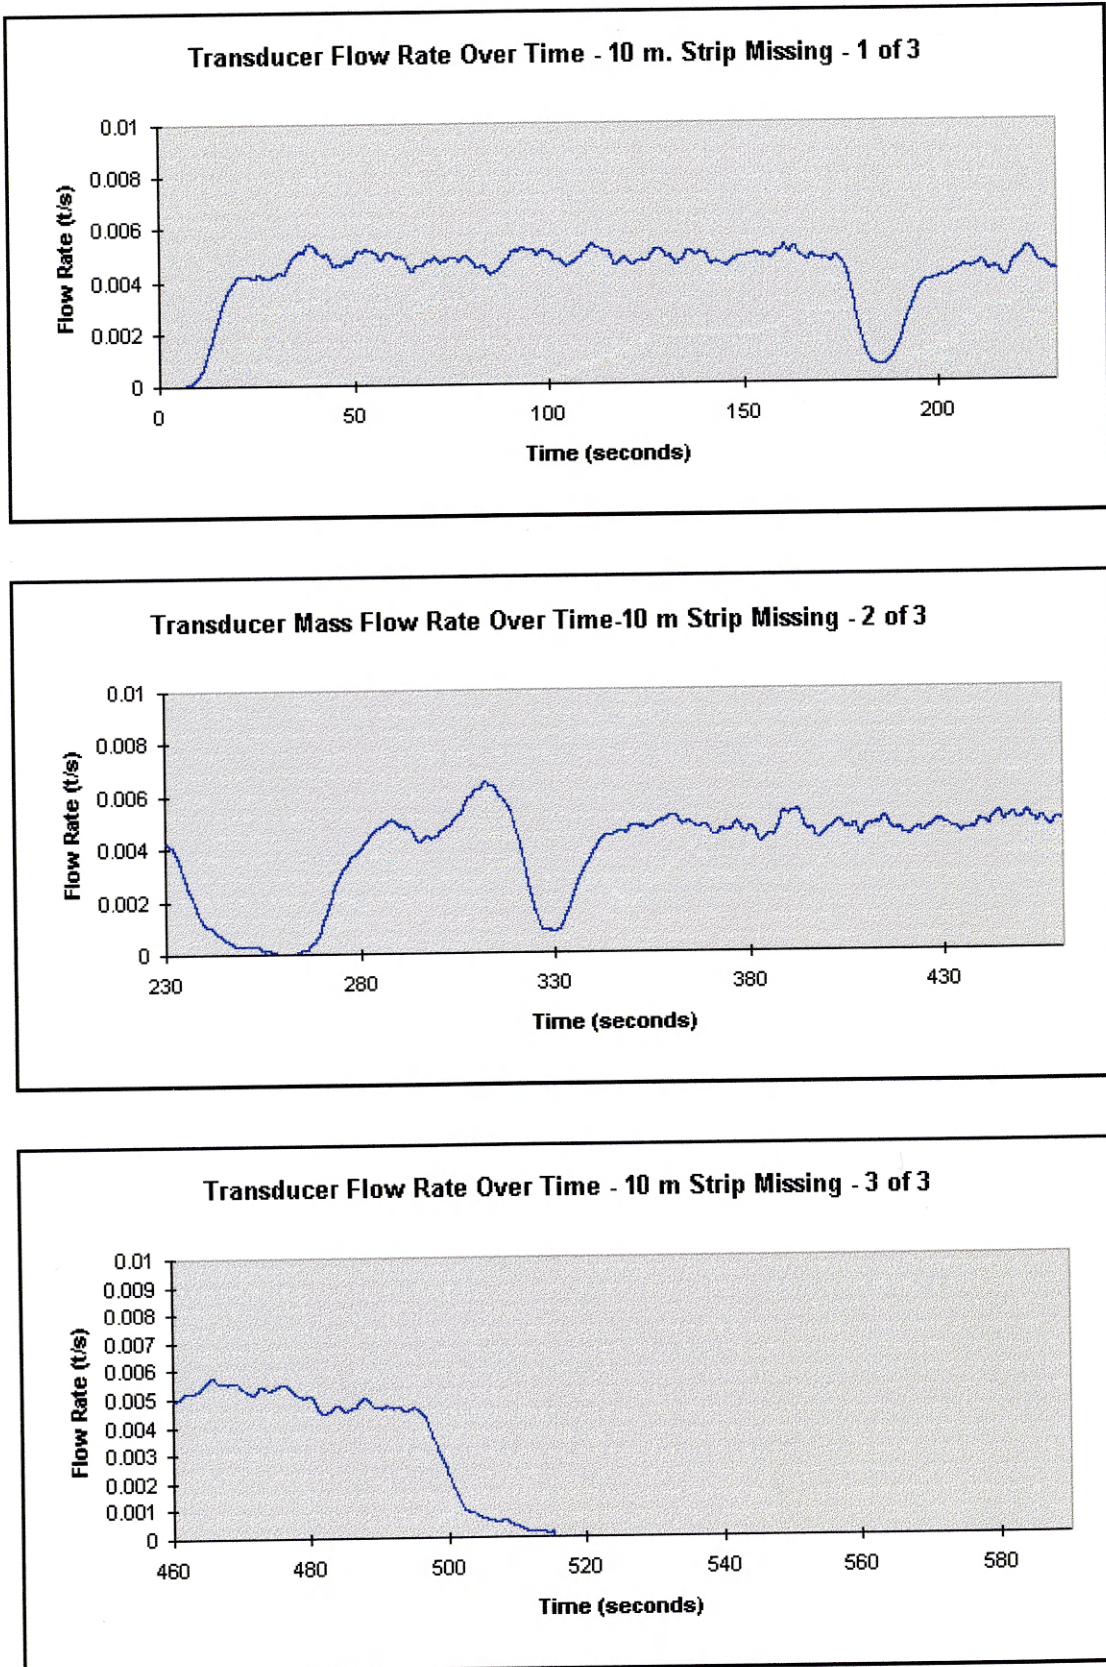 Transducer Flow Rate Over Time - 10 m. Strip Missing - 1 of 3
0.01
0.008
0.006
0.004
0.002
0
Flow Rate (t/s)
0 50 100 150 200
Time (seconds)
Transducer Mass Flow Rate Over Time-10 m Strip Missing - 2 of 3
0.01
0.008
0.006
0.004
0.002
0
Flow Rate (t/s)
230 280 330 380 430
Time (seconds)
Transducer Flow Rate Over Time - 10 m Strip Missing - 3 of 3
0.01
0.009
0.008
0.007
0.006
0.005
0.004
0.003
0.002
0.001
0
Flow Rate (t/s)
460 480 500 520 540 560 580
Time (seconds)